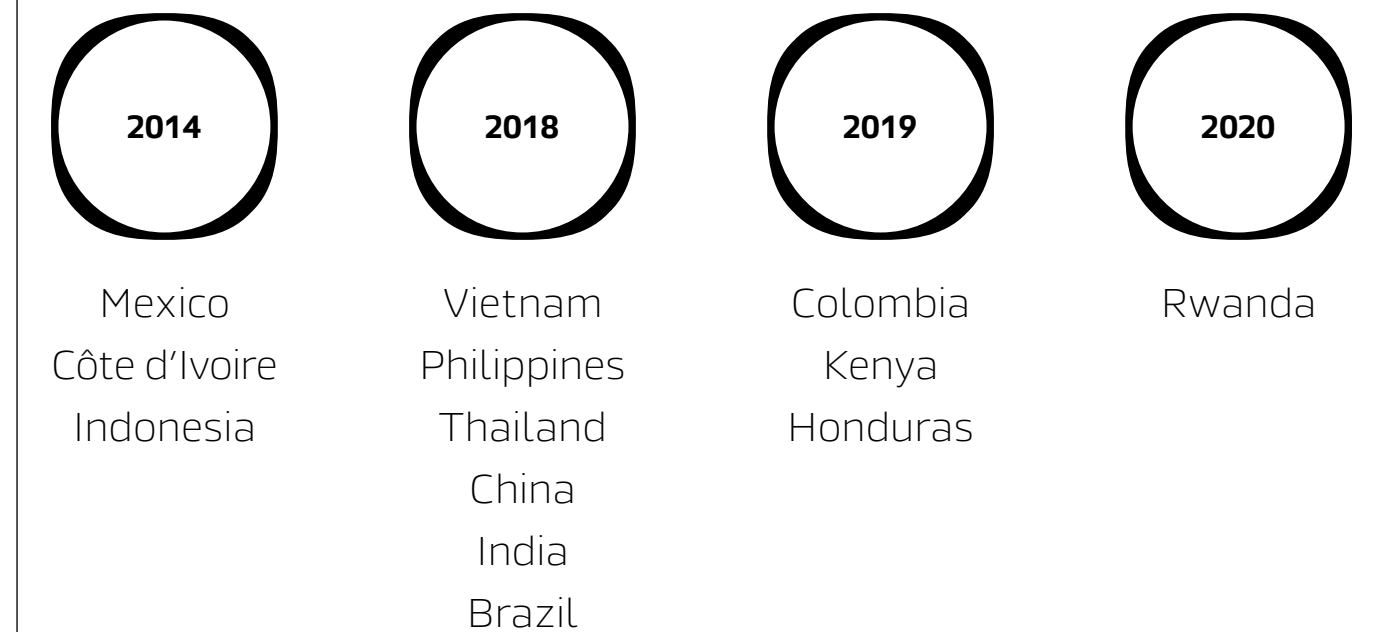 2014
Mexico
Côte d’Ivoire
Indonesia
2018
Vietnam
Philippines
Thailand
China
India
Brazil
2019
Colombia
Kenya
Honduras
2020
Rwanda